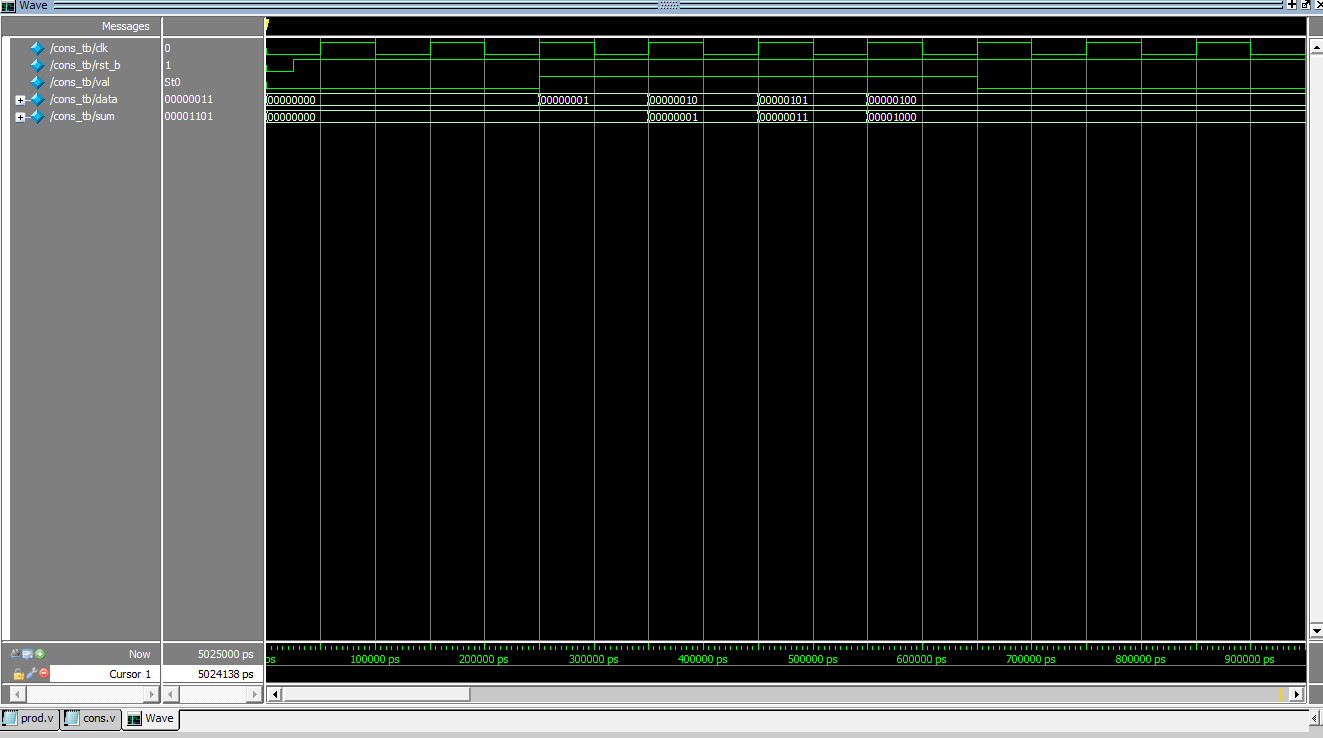 Wave
Messages
/cons_tb/clk 0
/cons_tb/rst_b 1
/cons_tb/val St0
/cons_tb/data 00000011 00000000 00000001 00000010 00000101 00000100
/cons_tb/sum 00001101 00000000 00000001 00000011 00001000
Now 5025000 ps ps 100000 ps 200000 ps 300000 ps 400000 ps 500000 ps 600000 ps 700000 ps 800000 ps 900000 ps
Cursor 1 5024138 ps
prod.v cons.v Wave